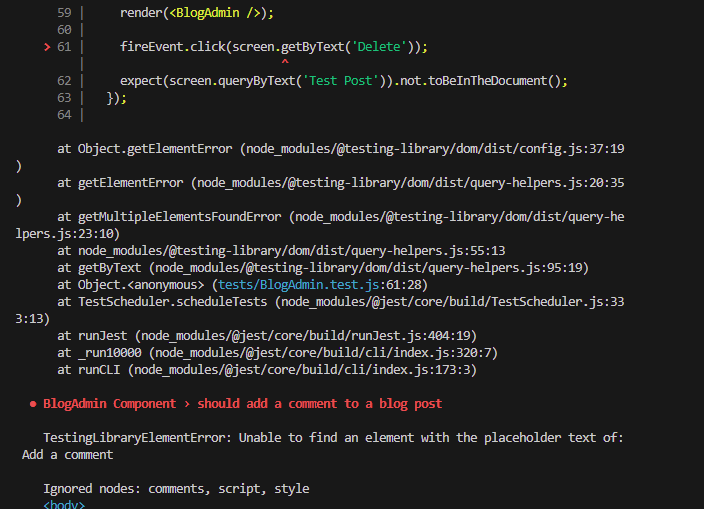 59 |     render(<BlogAdmin />);
60 |
> 61 |     fireEvent.click(screen.getByText('Delete'));
|                            ^
62 |     expect(screen.queryByText('Test Post')).not.toBeInTheDocument();
63 |   });
64 |
at Object.getElementError (node_modules/@testing-library/dom/dist/config.js:37:19
)
at getElementError (node_modules/@testing-library/dom/dist/query-helpers.js:20:35
)
at getMultipleElementsFoundError (node_modules/@testing-library/dom/dist/query-he
lpers.js:23:10)
at node_modules/@testing-library/dom/dist/query-helpers.js:55:13
at getByText (node_modules/@testing-library/dom/dist/query-helpers.js:95:19)
at Object.<anonymous> (tests/BlogAdmin.test.js:61:28)
at TestScheduler.scheduleTests (node_modules/@jest/core/build/TestScheduler.js:33
3:13)
at runJest (node_modules/@jest/core/build/runJest.js:404:19)
at _run10000 (node_modules/@jest/core/build/cli/index.js:320:7)
at runCLI (node_modules/@jest/core/build/cli/index.js:173:3)
● BlogAdmin Component › should add a comment to a blog post
TestingLibraryElementError: Unable to find an element with the placeholder text of:
Add a comment
Ignored nodes: comments, script, style
<body>